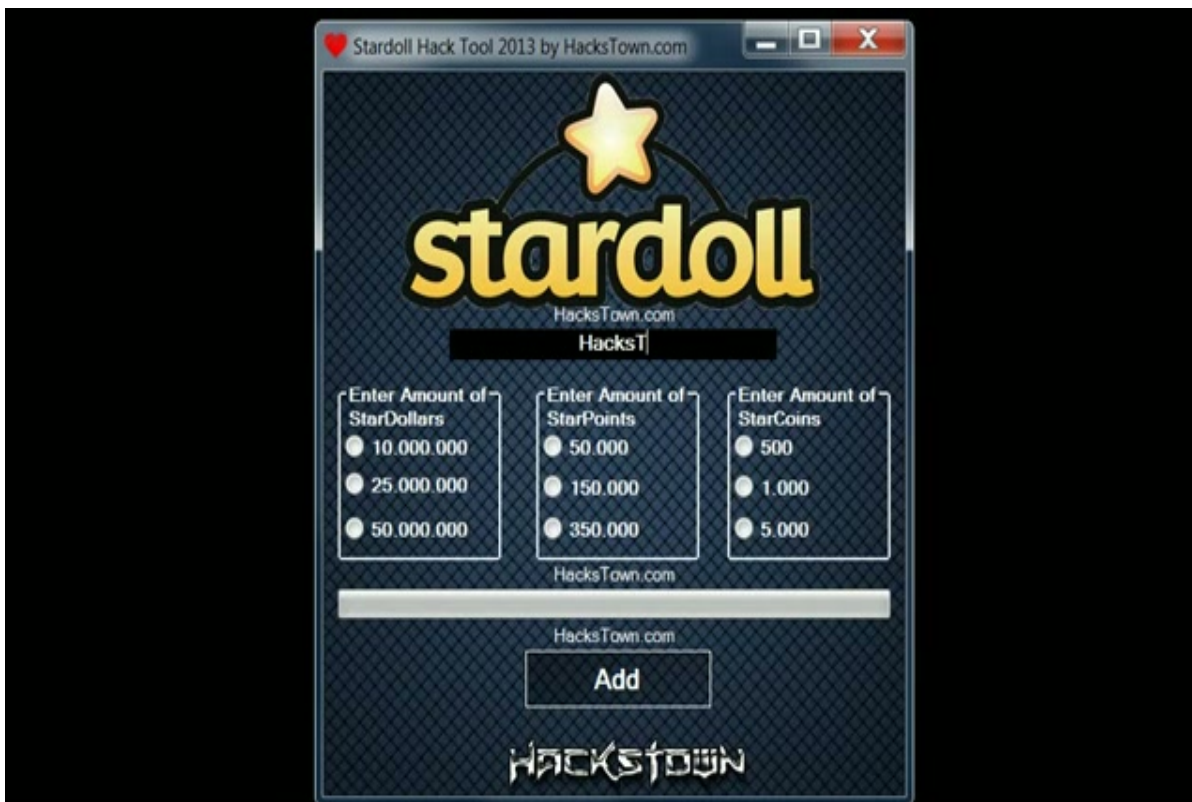 Stardoll Hack Tool 2013 by HacksTown.com
stardoll
HacksTown.com
HacksT
Enter Amount of
StarDollars
10.000.000
25.000.000
50.000.000
Enter Amount of
StarPoints
50.000
150.000
350.000
Enter Amount of
StarCoins
500
1.000
5.000
HacksTown.com
HacksTown.com
Add
HACKSTOWN